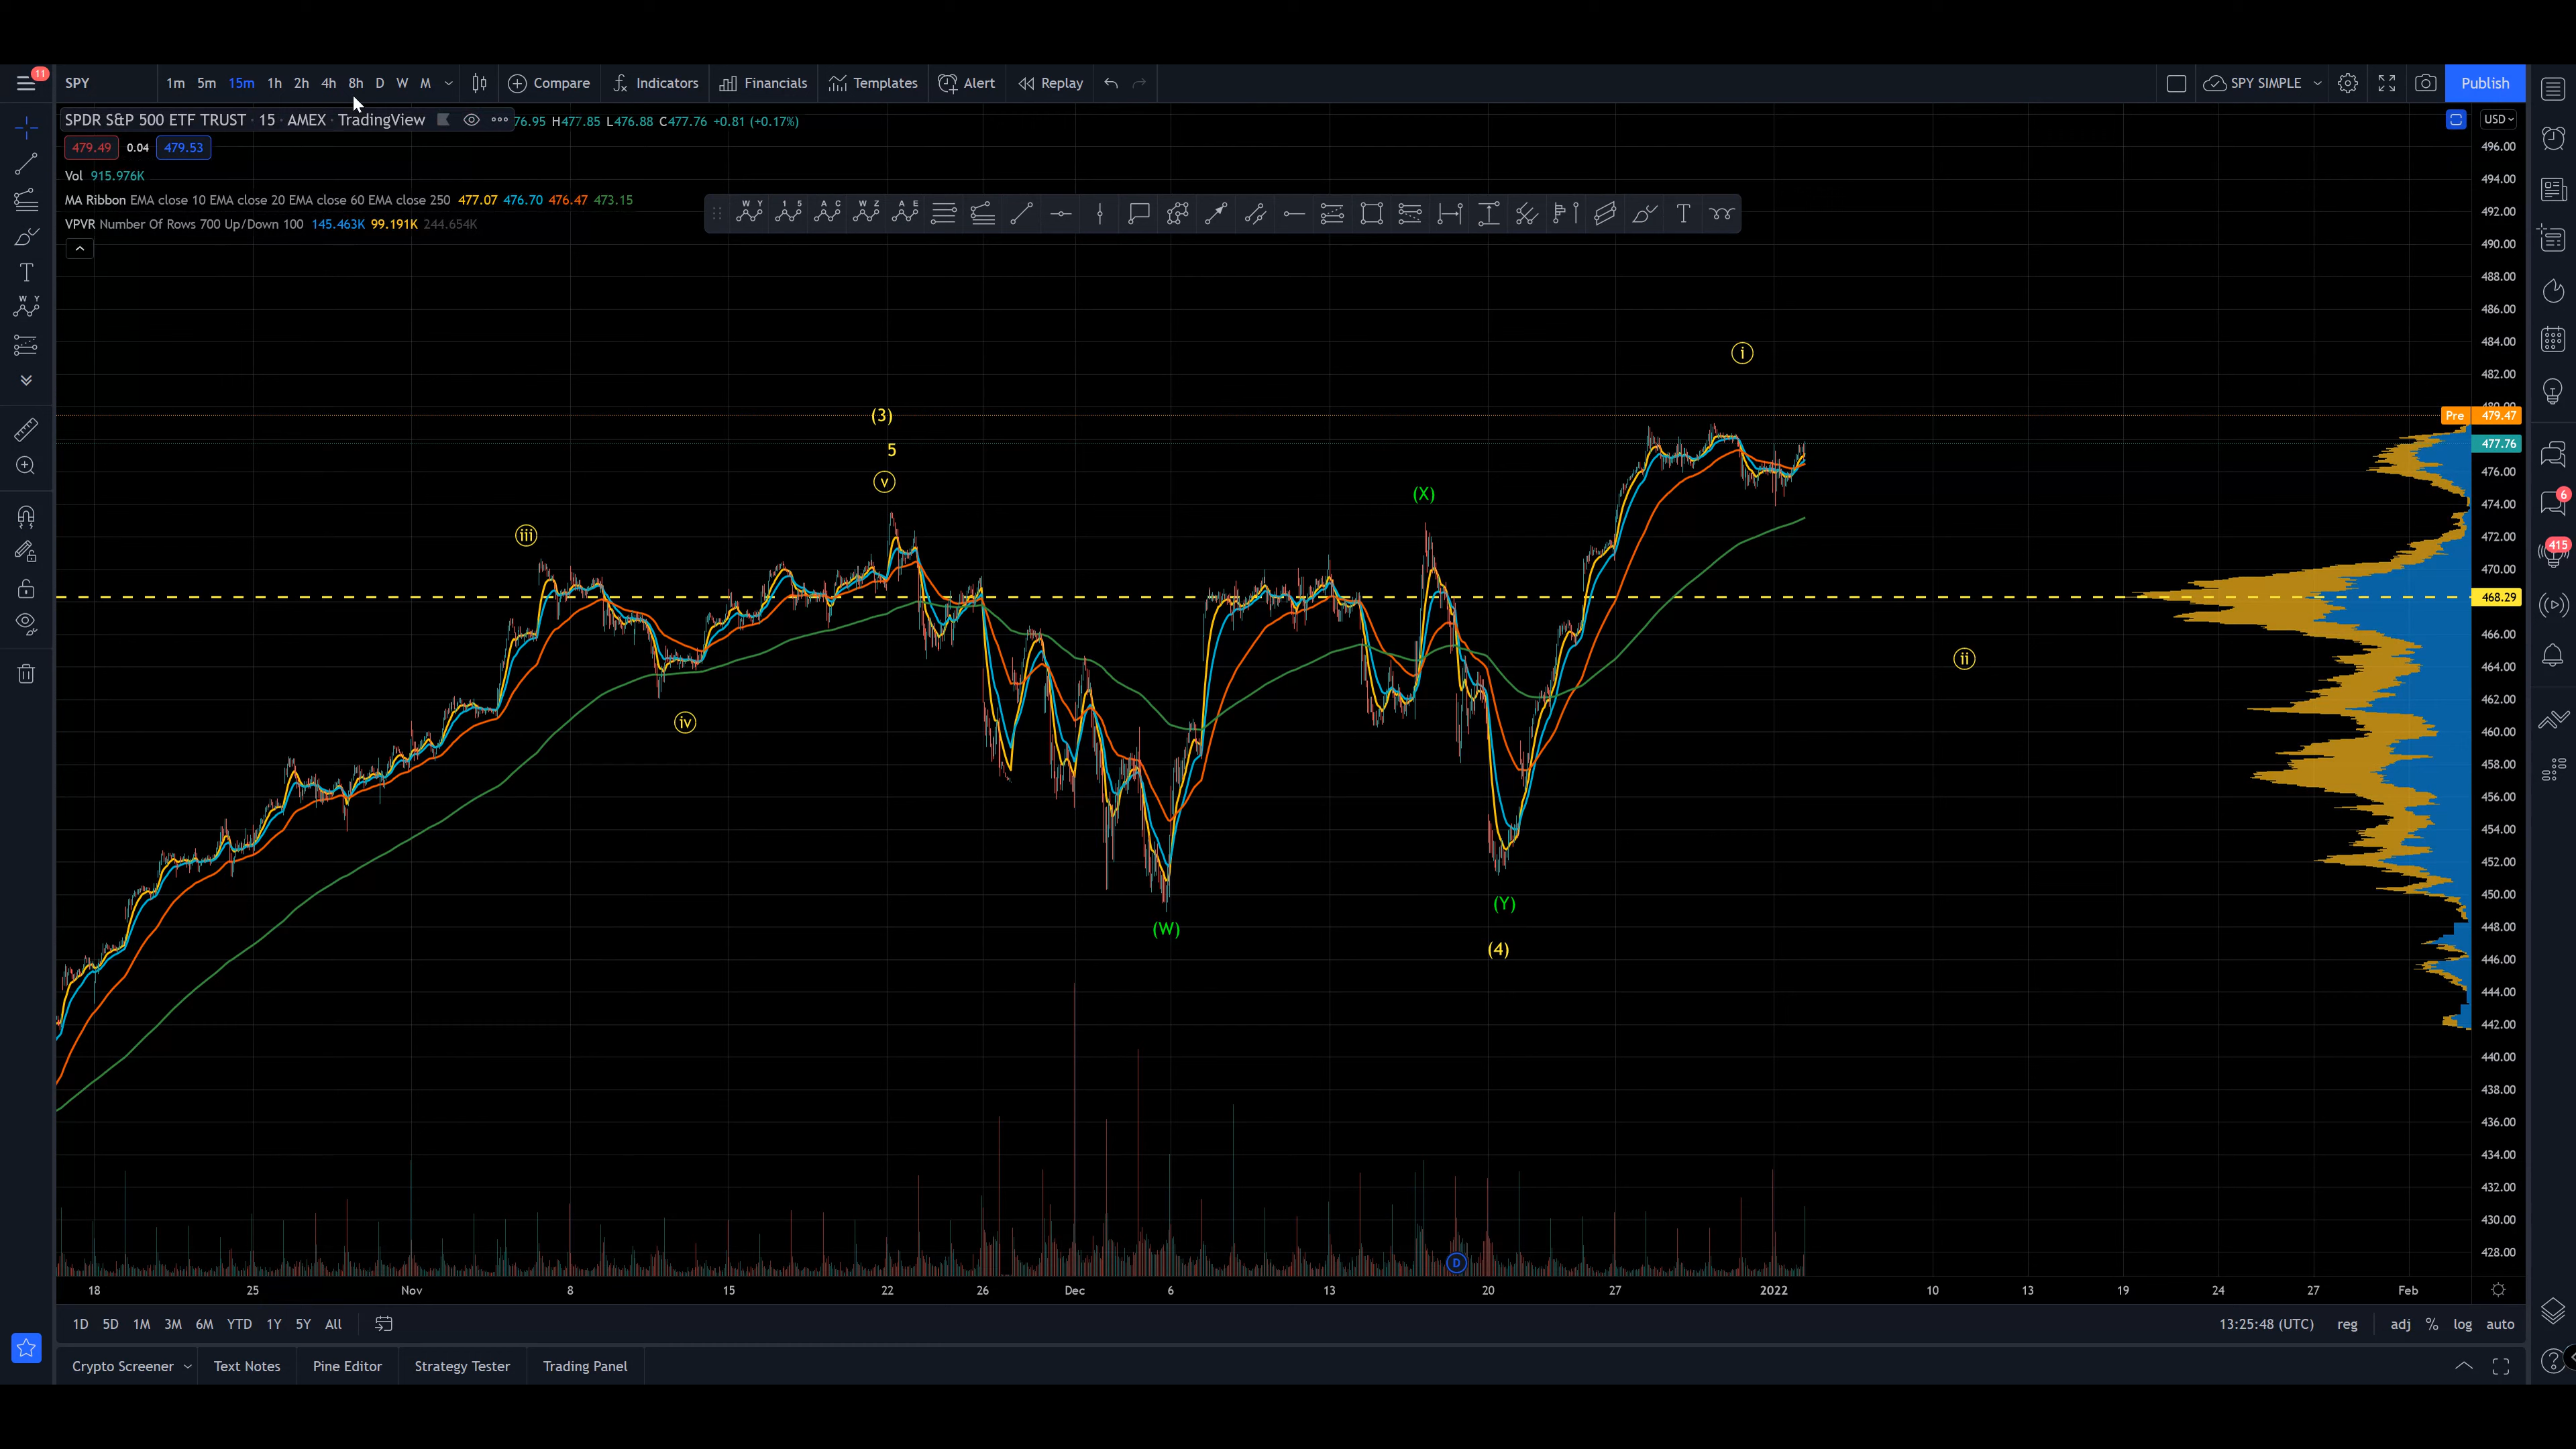 11
SPY 1m 5m 15m 1h 2h 4h 8h D W M Compare Indicators Financials Templates Alert Replay SPY SIMPLE Publish
SPDR S&P 500 ETF TRUST · 15 · AMEX · TradingView 76.95 H477.85 L476.88 C477.76 +0.81 (+0.17%)
USD
479.49 0.04 479.53
Vol 915.976K
MA Ribbon EMA close 10 EMA close 20 EMA close 60 EMA close 250 477.07 476.70 476.47 473.15
VPVR Number Of Rows 700 Up/Down 100 145.463K 99.191K 244.654K
W Y 1 5 A C W Z A E T
T
W Y
496.00
494.00
492.00
490.00
488.00
486.00
484.00
482.00
480.00
Pre 479.47
477.76
476.00
474.00
472.00
470.00
468.29
466.00
464.00
462.00
460.00
458.00
456.00
454.00
452.00
450.00
448.00
446.00
444.00
442.00
440.00
438.00
436.00
434.00
432.00
430.00
428.00
i
(3)
5
v
(X)
iii
ii
iv
(Y)
(W)
(4)
D
6
415
18 25 Nov 8 15 22 26 Dec 6 13 20 27 2022 10 13 19 24 27 Feb
1D 5D 1M 3M 6M YTD 1Y 5Y All 13:25:48 (UTC) reg adj % log auto
Crypto Screener Text Notes Pine Editor Strategy Tester Trading Panel